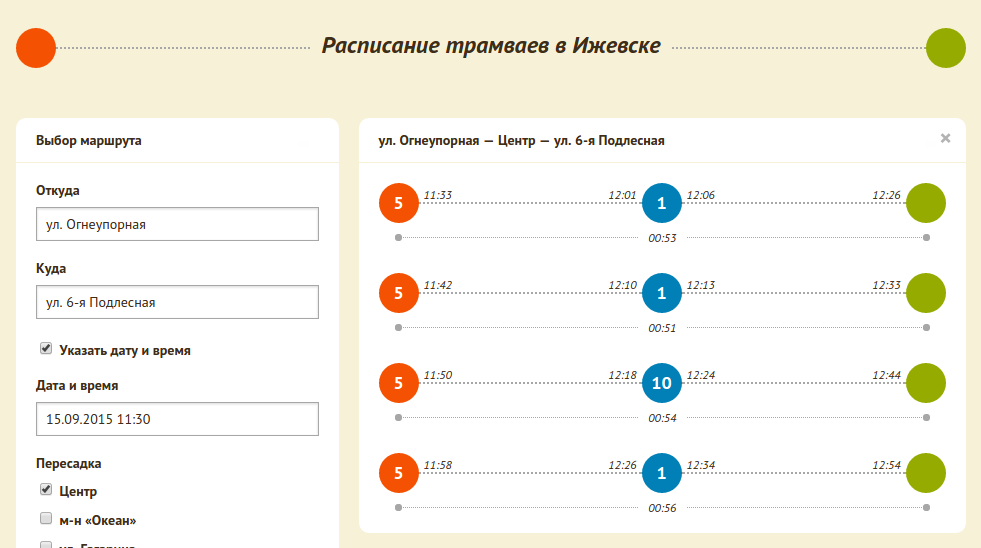 Расписание трамваев в Ижевске
Выбор маршрута
Откуда
ул. Огнеупорная
Куда
ул. 6-я Подлесная
Указать дату и время
Дата и время
15.09.2015 11:30
Пересадка
Центр
м-н «Океан»
ул. Огнеупорная — Центр — ул. 6-я Подлесная ×
5 11:33 12:01 1 12:06 12:26
00:53
5 11:42 12:10 1 12:13 12:33
00:51
5 11:50 12:18 10 12:24 12:44
00:54
5 11:58 12:26 1 12:34 12:54
00:56